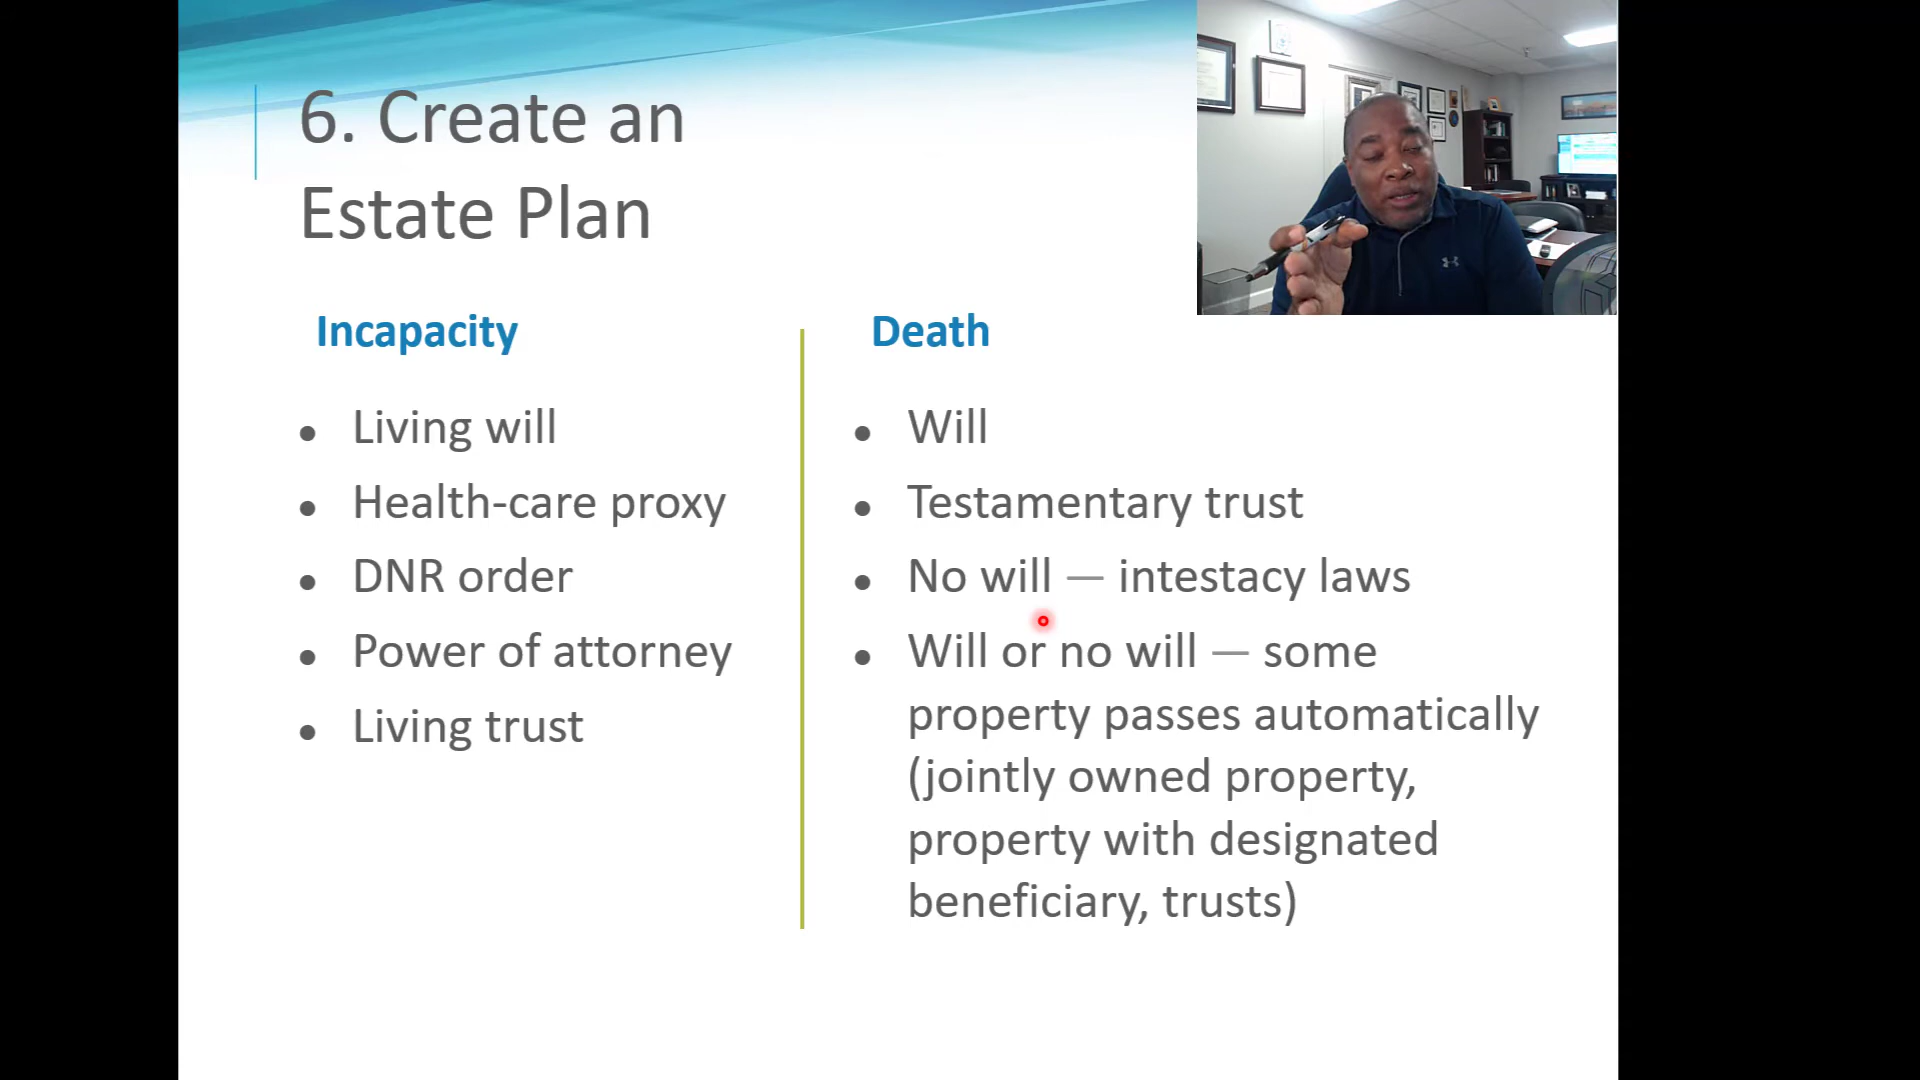 6. Create an
Estate Plan
Incapacity
• Living will
• Health-care proxy
• DNR order
• Power of attorney
• Living trust
Death
• Will
• Testamentary trust
• No will — intestacy laws
• Will or no will — some
property passes automatically
(jointly owned property,
property with designated
beneficiary, trusts)